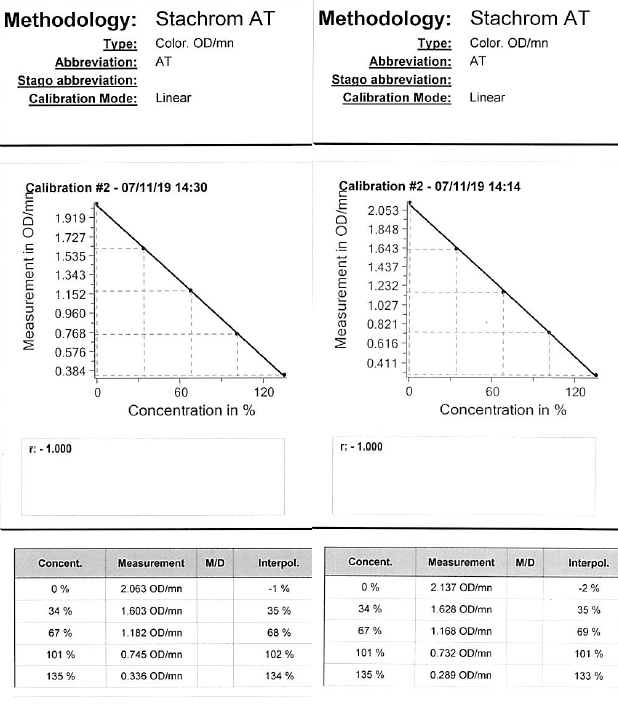 Methodology: Stachrom AT
Type: Color. OD/mn
Abbreviation: AT
Stago abbreviation:
Calibration Mode: Linear
Calibration #2 - 07/11/19 14:30
Measurement in OD/mn
1.919
1.727
1.535
1.343
1.152
0.960
0.768
0.576
0.384
0 60 120
Concentration in %
r: - 1.000
Concent. Measurement M/D Interpol.
0 % 2.063 OD/mn -1 %
34 % 1.603 OD/mn 35 %
67 % 1.182 OD/mn 68 %
101 % 0.745 OD/mn 102 %
135 % 0.336 OD/mn 134 %
Methodology: Stachrom AT
Type: Color. OD/mn
Abbreviation: AT
Stago abbreviation:
Calibration Mode: Linear
Calibration #2 - 07/11/19 14:14
Measurement in OD/mn
2.053
1.848
1.643
1.437
1.232
1.027
0.821
0.616
0.411
0 60 120
Concentration in %
r: - 1.000
Concent. Measurement M/D Interpol.
0 % 2.137 OD/mn -2 %
34 % 1.628 OD/mn 35 %
67 % 1.168 OD/mn 69 %
101 % 0.732 OD/mn 101 %
135 % 0.289 OD/mn 133 %